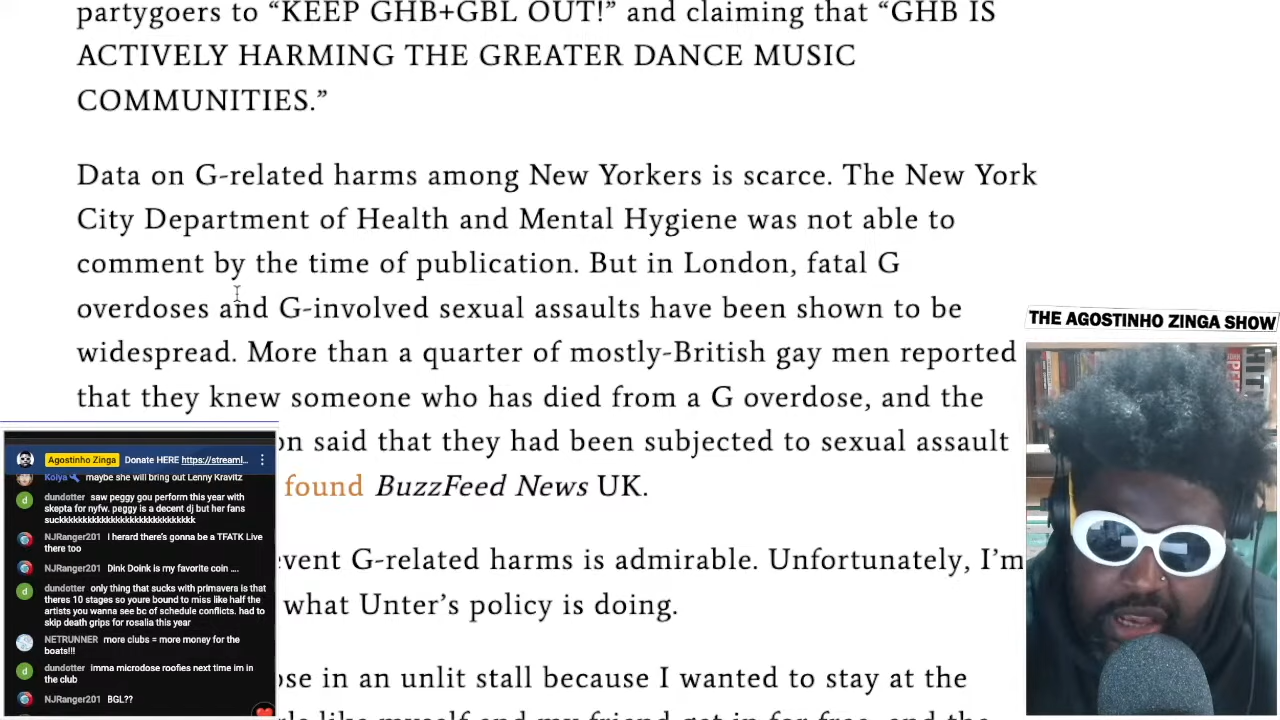 partygoers to “KEEP GHB+GBL OUT!” and claiming that “GHB IS
ACTIVELY HARMING THE GREATER DANCE MUSIC
COMMUNITIES.”
Data on G-related harms among New Yorkers is scarce. The New York
City Department of Health and Mental Hygiene was not able to
comment by the time of publication. But in London, fatal G
overdoses and G-involved sexual assaults have been shown to be
widespread. More than a quarter of mostly-British gay men reported
that they knew someone who has died from a G overdose, and the
on said that they had been subjected to sexual assault
found BuzzFeed News UK.
event G-related harms is admirable. Unfortunately, I’m
what Unter’s policy is doing.
ose in an unlit stall because I wanted to stay at the
THE AGOSTINHO ZINGA SHOW
Agostinho Zinga Donate HERE https://streaml...
Kolya maybe she will bring out Lenny Kravitz
dundotter saw peggy gou perform this year with
skepta for nyfw. peggy is a decent dj but her fans
suckkkkkkkkkkkkkkkkkkkkkkkkkkk
NJRanger201 I herard there's gonna be a TFATK Live
there too
NJRanger201 Dink Doink is my favorite coin ....
dundotter only thing that sucks with primavera is that
theres 10 stages so youre bound to miss like half the
artists you wanna see bc of schedule conflicts. had to
skip death grips for rosalia this year
NETRUNNER more clubs = more money for the
boats!!!
dundotter imma microdose roofies next time im in
the club
NJRanger201 BGL??